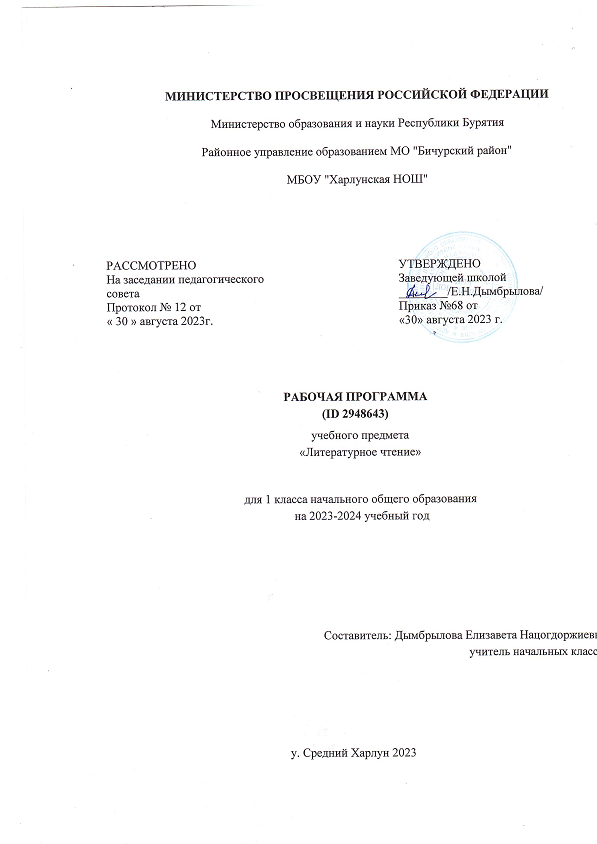 МИНИСТЕРСТВО ПРОСВЕЩЕНИЯ РОССИЙСКОЙ ФЕДЕРАЦИИ
Министерство образования и науки Республики Бурятия
Районное управление образованием МО "Бичурский район"
МБОУ "Харлунская НОШ"
РАССМОТРЕНО
На заседании педагогического
совета
Протокол № 12 от
« 30 » августа 2023г.
УТВЕРЖДЕНО
Заведующей школой
________/Е.Н.Дымбрылова/
Приказ №68 от
«30» августа 2023 г.
РАБОЧАЯ ПРОГРАММА
(ID 2948643)
учебного предмета
«Литературное чтение»
для 1 класса начального общего образования
на 2023-2024 учебный год
Составитель: Дымбрылова Елизавета Нацогдоржиев
учитель начальных класс
у. Средний Харлун 2023